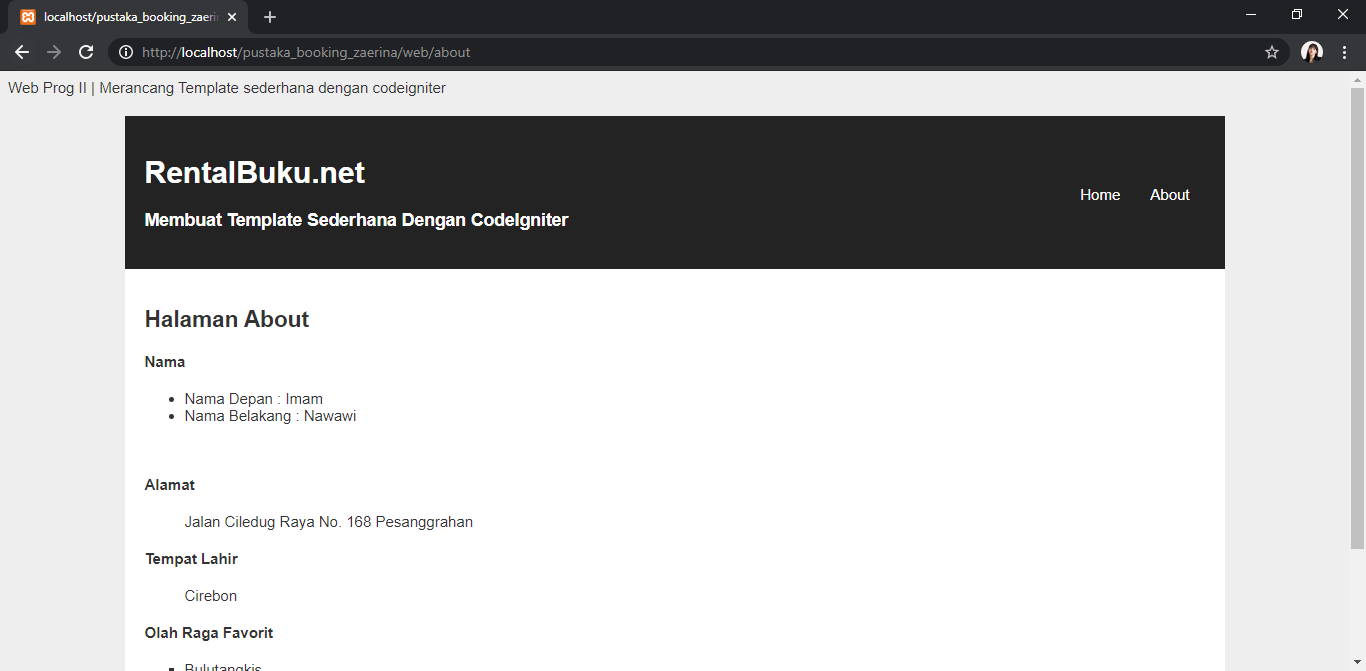 localhost/pustaka_booking_zaeri
http://localhost/pustaka_booking_zaerina/web/about
Web Prog II | Merancang Template sederhana dengan codeigniter
RentalBuku.net
Membuat Template Sederhana Dengan CodeIgniter
Home About
Halaman About
Nama
Nama Depan : Imam
Nama Belakang : Nawawi
Alamat
Jalan Ciledug Raya No. 168 Pesanggrahan
Tempat Lahir
Cirebon
Olah Raga Favorit
Bulutangkis